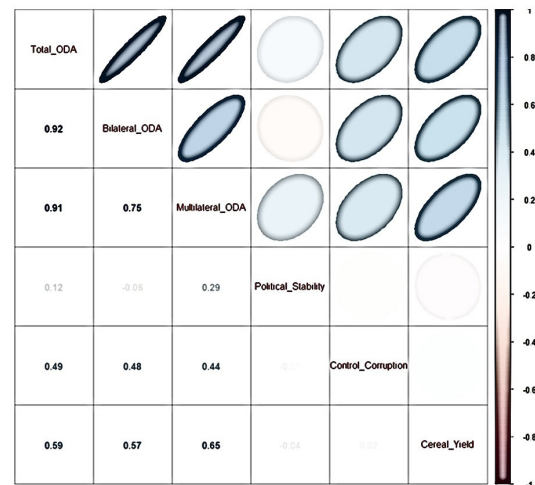 Total_ODA
0.92 Bilateral_ODA
0.91 0.75 Multilateral_ODA
0.12 -0.06 0.29 Political_Stability
0.49 0.48 0.44 Control_Corruption
0.59 0.57 0.65 -0.04 Cereal_Yield
1
0.8
0.6
0.4
0.2
0
-0.2
-0.4
-0.6
-0.8
-1